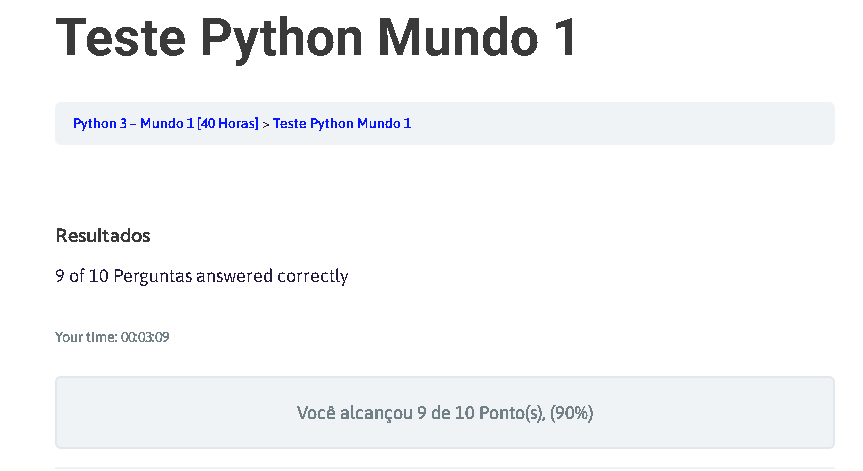 Teste Python Mundo 1
Python 3 – Mundo 1 [40 Horas] > Teste Python Mundo 1
Resultados
9 of 10 Perguntas answered correctly
Your time: 00:03:09
Você alcançou 9 de 10 Ponto(s), (90%)